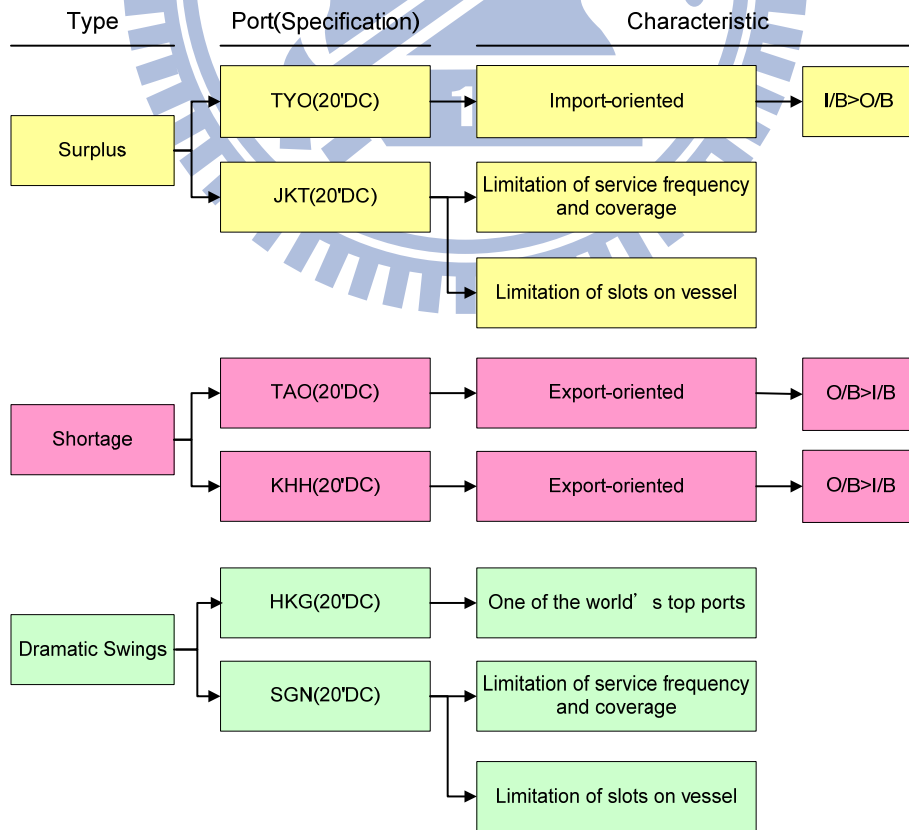 Type Port(Specification) Characteristic
TYO(20'DC) Import-oriented I/B>O/B
Surplus
JKT(20'DC) Limitation of service frequency
and coverage
Limitation of slots on vessel
TAO(20'DC) Export-oriented O/B>I/B
Shortage
KHH(20'DC) Export-oriented O/B>I/B
HKG(20'DC) One of the world's top ports
Dramatic Swings
SGN(20'DC) Limitation of service frequency
and coverage
Limitation of slots on vessel